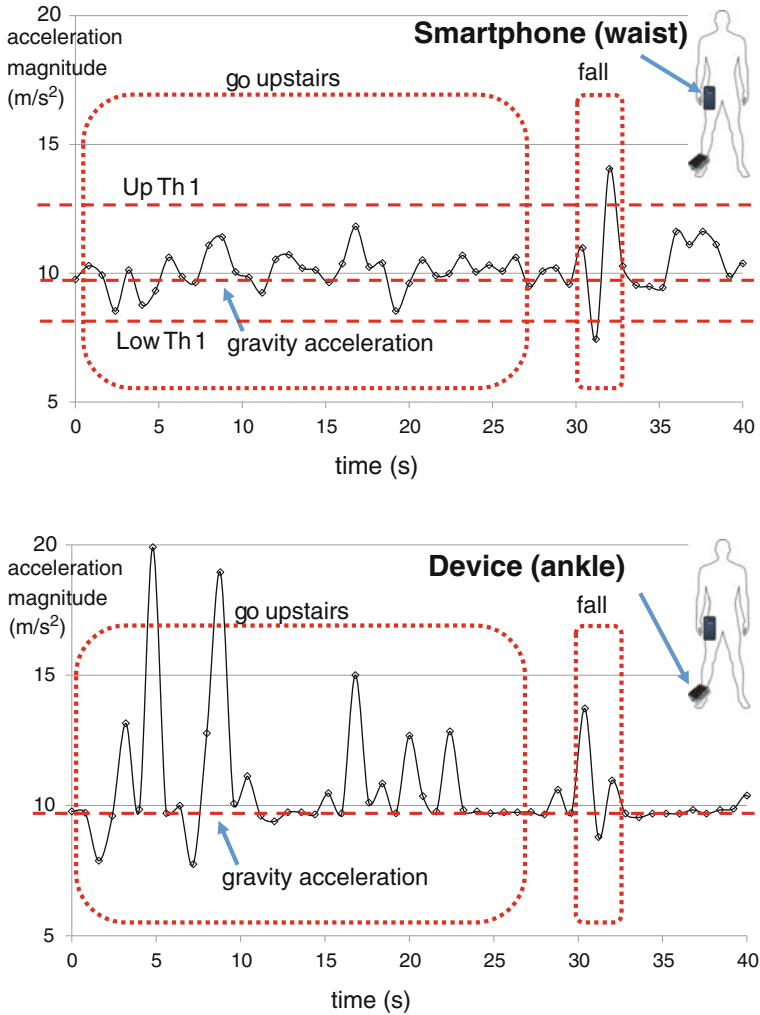 20
acceleration
magnitude
(m/s²)
Smartphone (waist)
go upstairs
fall
15
Up Th 1
10
Low Th 1
gravity acceleration
5
0 5 10 15 20 25 30 35 40
time (s)
20
acceleration
magnitude
(m/s²)
Device (ankle)
go upstairs
fall
15
10
gravity acceleration
5
0 5 10 15 20 25 30 35 40
time (s)